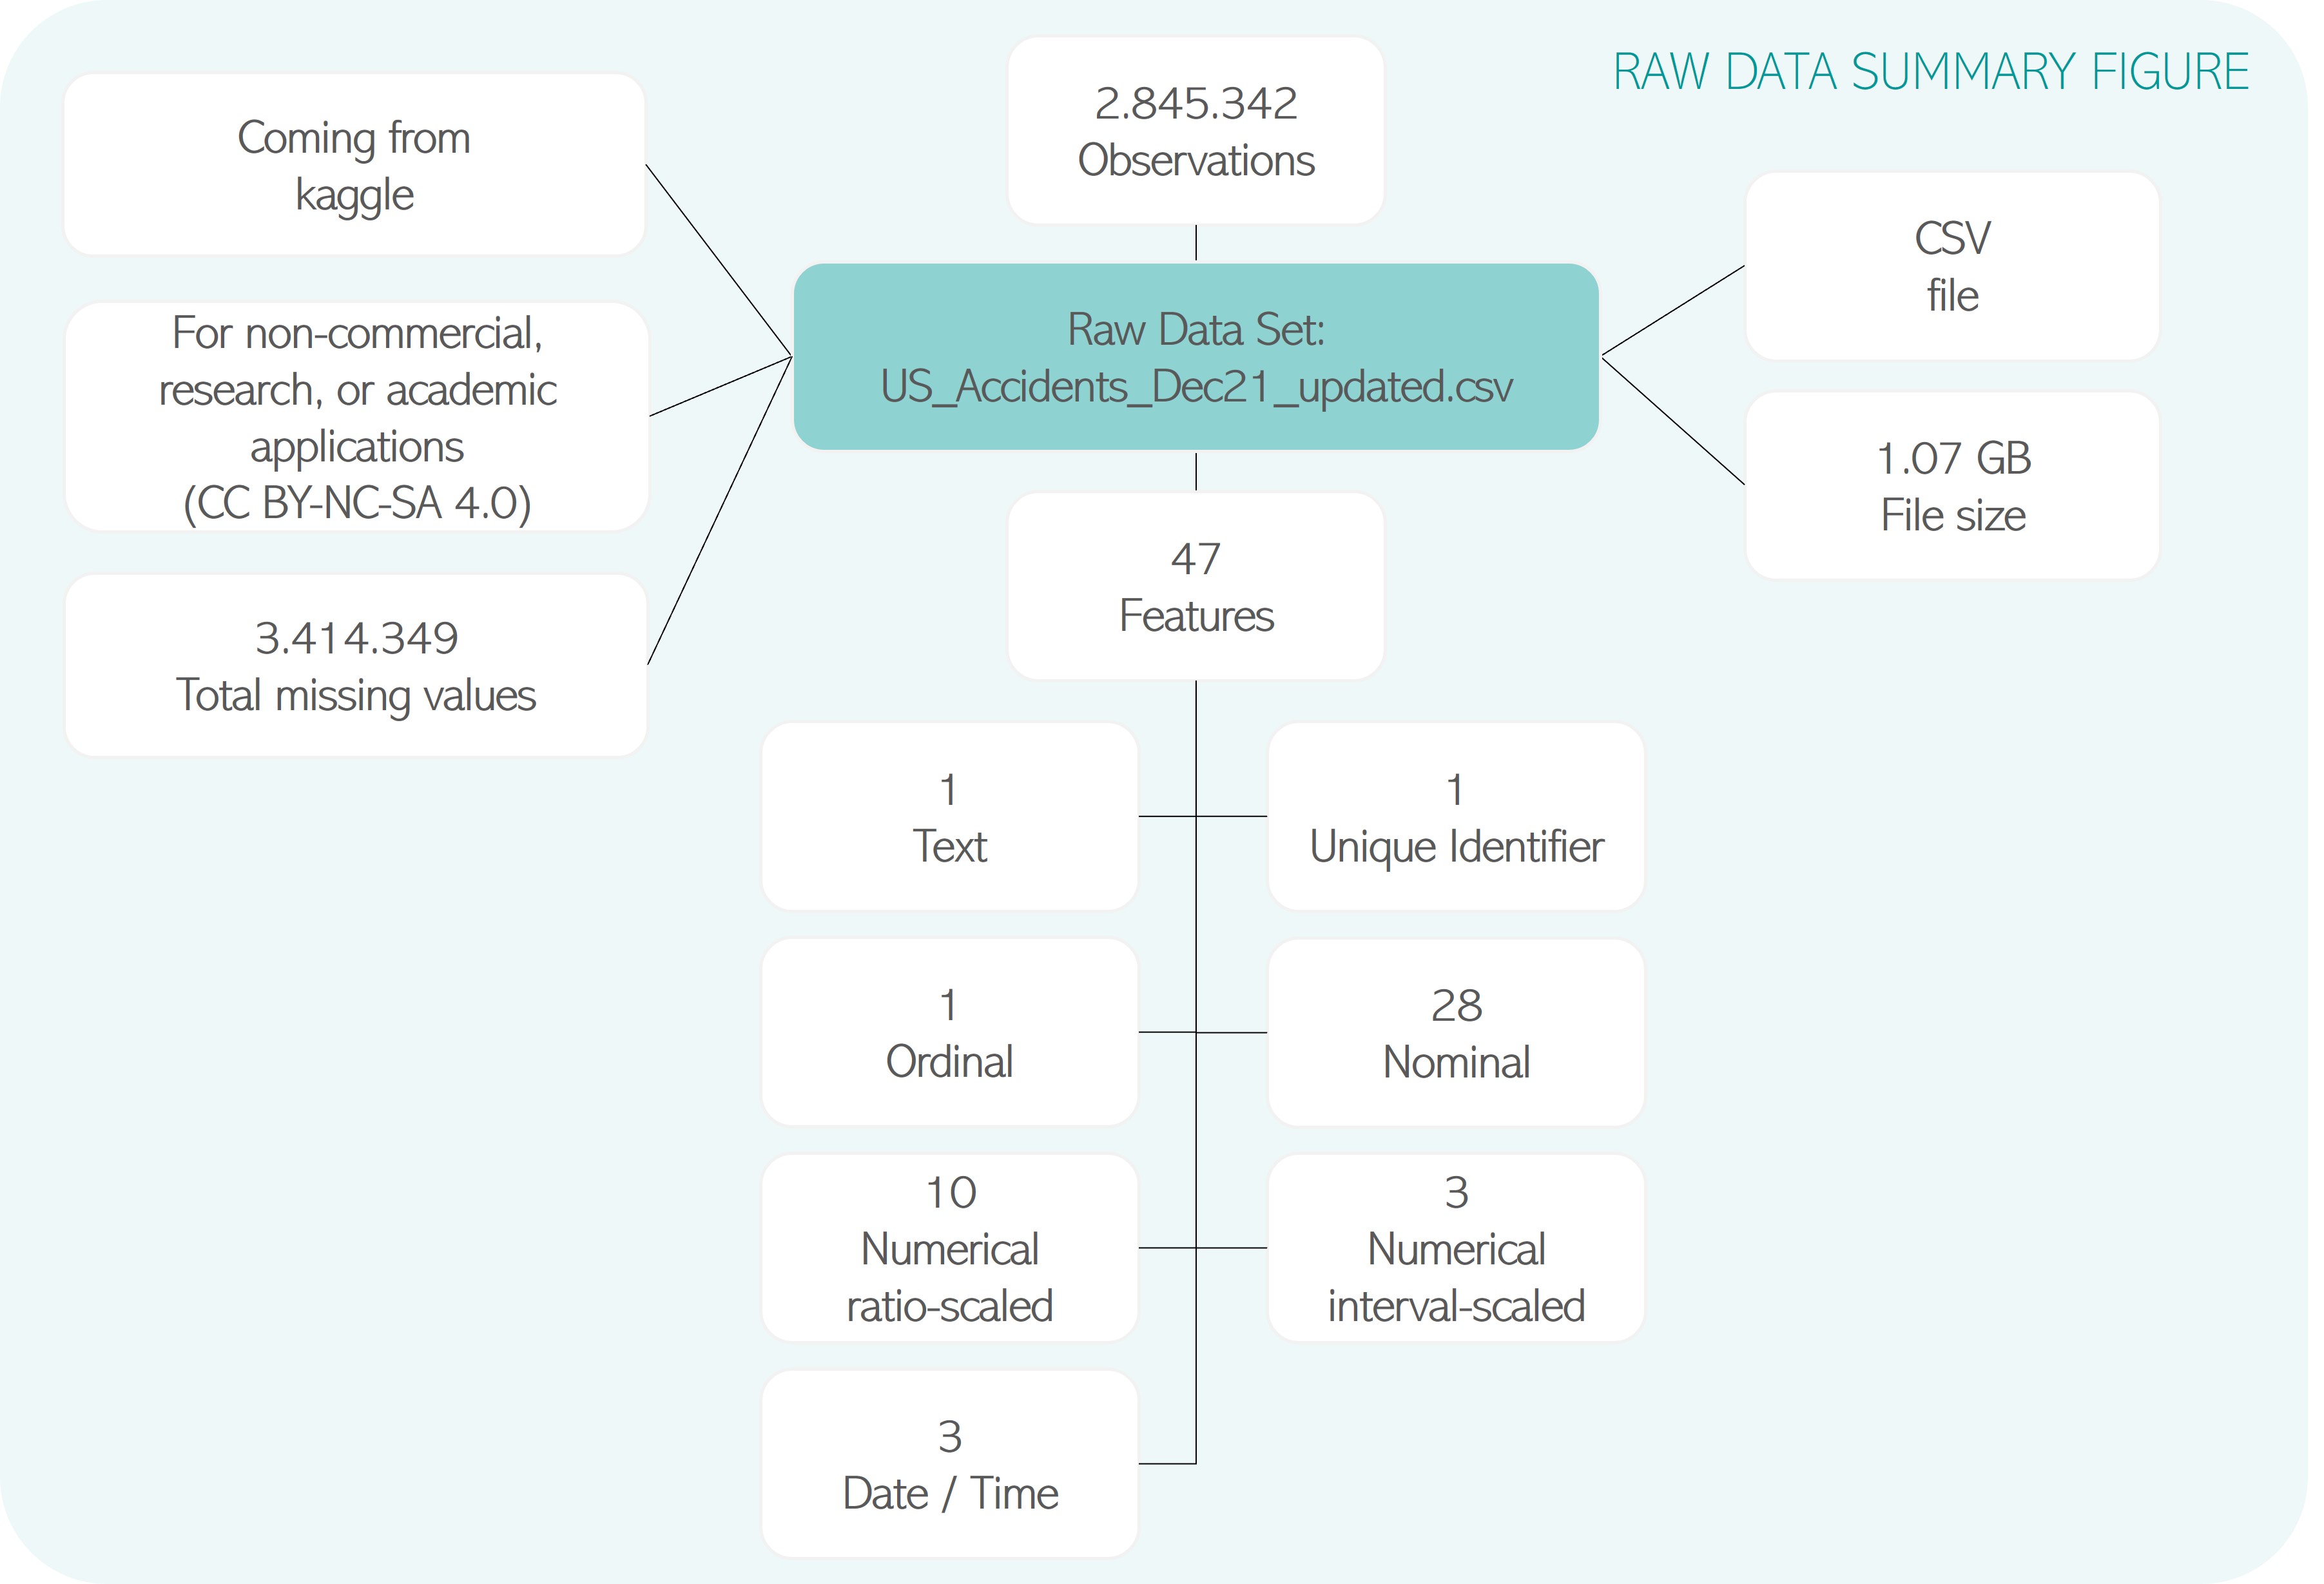 RAW DATA SUMMARY FIGURE
Coming from
kaggle
For non-commercial,
research, or academic
applications
(CC BY-NC-SA 4.0)
3.414.349
Total missing values
2.845.342
Observations
Raw Data Set:
US_Accidents_Dec21_updated.csv
CSV
file
1.07 GB
File size
47
Features
1
Text
1
Unique Identifier
1
Ordinal
28
Nominal
10
Numerical
ratio-scaled
3
Numerical
interval-scaled
3
Date / Time